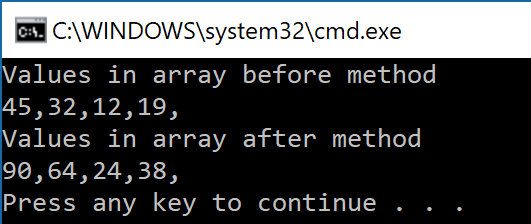 C:\WINDOWS\system32\cmd.exe
Values in array before method
45,32,12,19,
Values in array after method
90,64,24,38,
Press any key to continue . . .